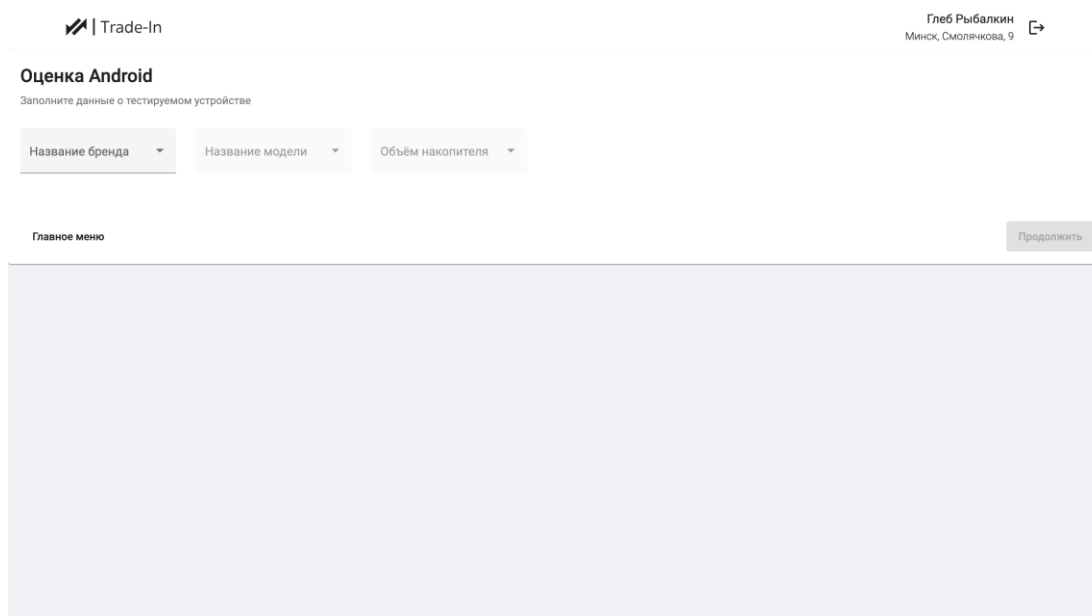 | Trade-In
Глеб Рыбалкин
Минск, Смолячкова, 9
Оценка Android
Заполните данные о тестируемом устройстве
Название бренда
Название модели
Объём накопителя
Главное меню
Продолжить